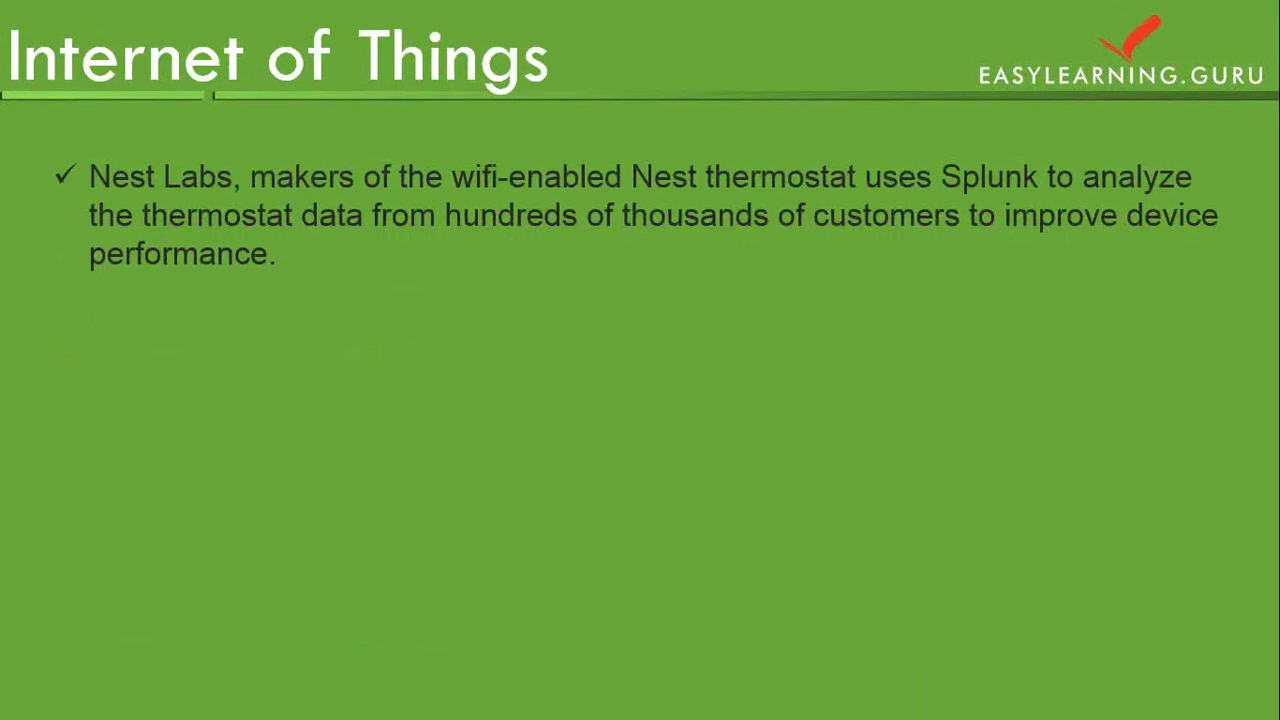 Internet of Things
EASYLEARNING.GURU
✓ Nest Labs, makers of the wifi-enabled Nest thermostat uses Splunk to analyze
the thermostat data from hundreds of thousands of customers to improve device
performance.